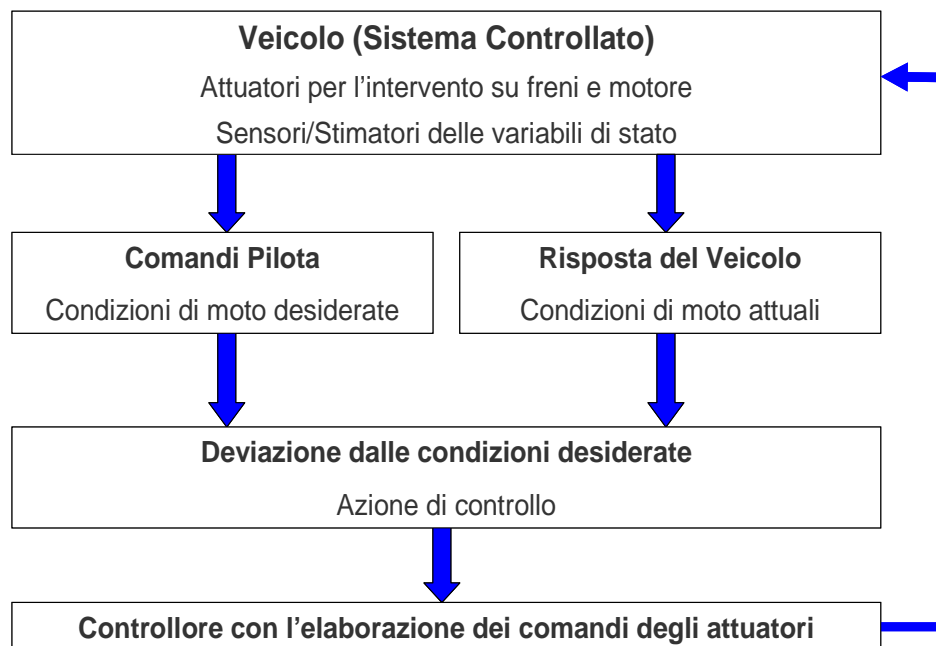 Veicolo (Sistema Controllato)
Attuatori per l'intervento su freni e motore
Sensori/Stimatori delle variabili di stato
Comandi Pilota
Condizioni di moto desiderate
Risposta del Veicolo
Condizioni di moto attuali
Deviazione dalle condizioni desiderate
Azione di controllo
Controllore con l'elaborazione dei comandi degli attuatori